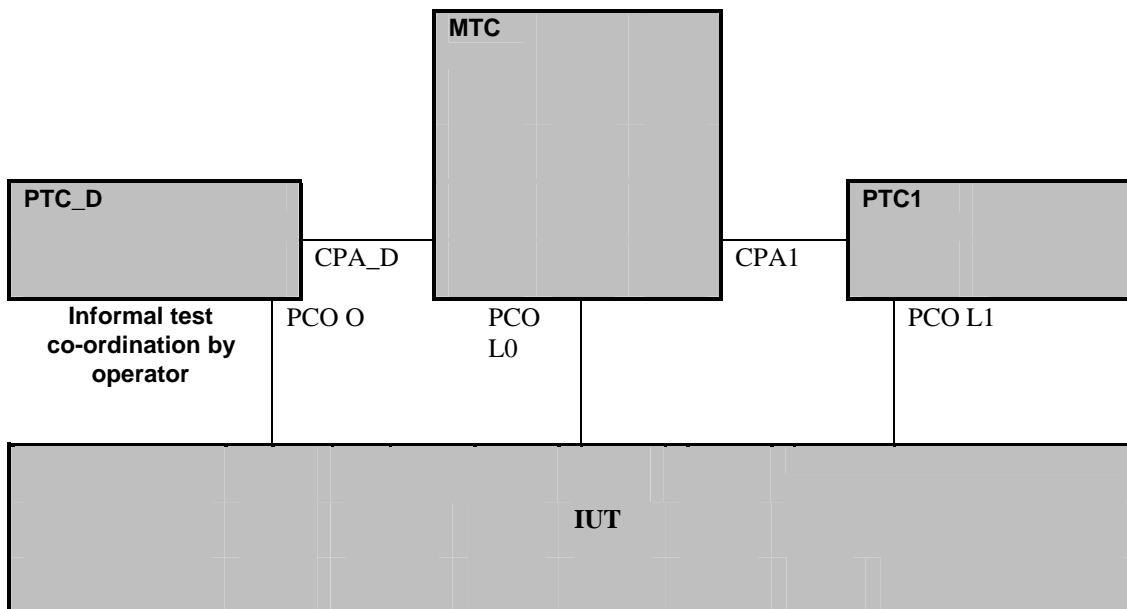 MTC
PTC_D
PTC1
CPA_D
CPA1
Informal test
co-ordination by
operator
PCO O
PCO
L0
PCO L1
IUT